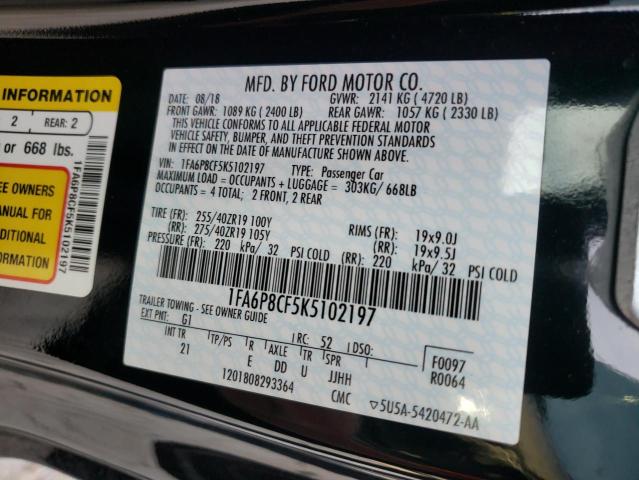 INFORMATION
2 REAR: 2
or 668 lbs.
SEE OWNERS
MANUAL FOR
ADDITIONAL
INFORMATION
1FA6P8CF5K5102197
MFD. BY FORD MOTOR CO.
DATE: 08/18 GVWR: 2141 KG ( 4720 LB)
FRONT GAWR: 1089 KG ( 2400 LB) REAR GAWR: 1057 KG ( 2330 LB)
THIS VEHICLE CONFORMS TO ALL APPLICABLE FEDERAL MOTOR
VEHICLE SAFETY, BUMPER, AND THEFT PREVENTION STANDARDS
IN EFFECT ON THE DATE OF MANUFACTURE SHOWN ABOVE.
VIN: 1FA6P8CF5K5102197 TYPE: Passenger Car
MAXIMUM LOAD = OCCUPANTS + LUGGAGE = 303KG/ 668LB
OCCUPANTS = 4 TOTAL; 2 FRONT, 2 REAR
TIRE (FR): 255/40ZR19 100Y RIMS (FR): 19x9.0J
(RR): 275/40ZR19 105Y (RR): 19x9.5J
PRESSURE (FR): 220 kPa/ 32 PSI COLD (RR): 220 kPa/ 32 PSI COLD
1FA6P8CF5K5102197
TRAILER TOWING - SEE OWNER GUIDE
EXT PNT: G1 RC: 52 DSO: F0097
INT TR TP/PS R AXLE TR SPR R0064
21 E DD U JJHH
1201808293364 CMC ▽5U5A-5420472-AA